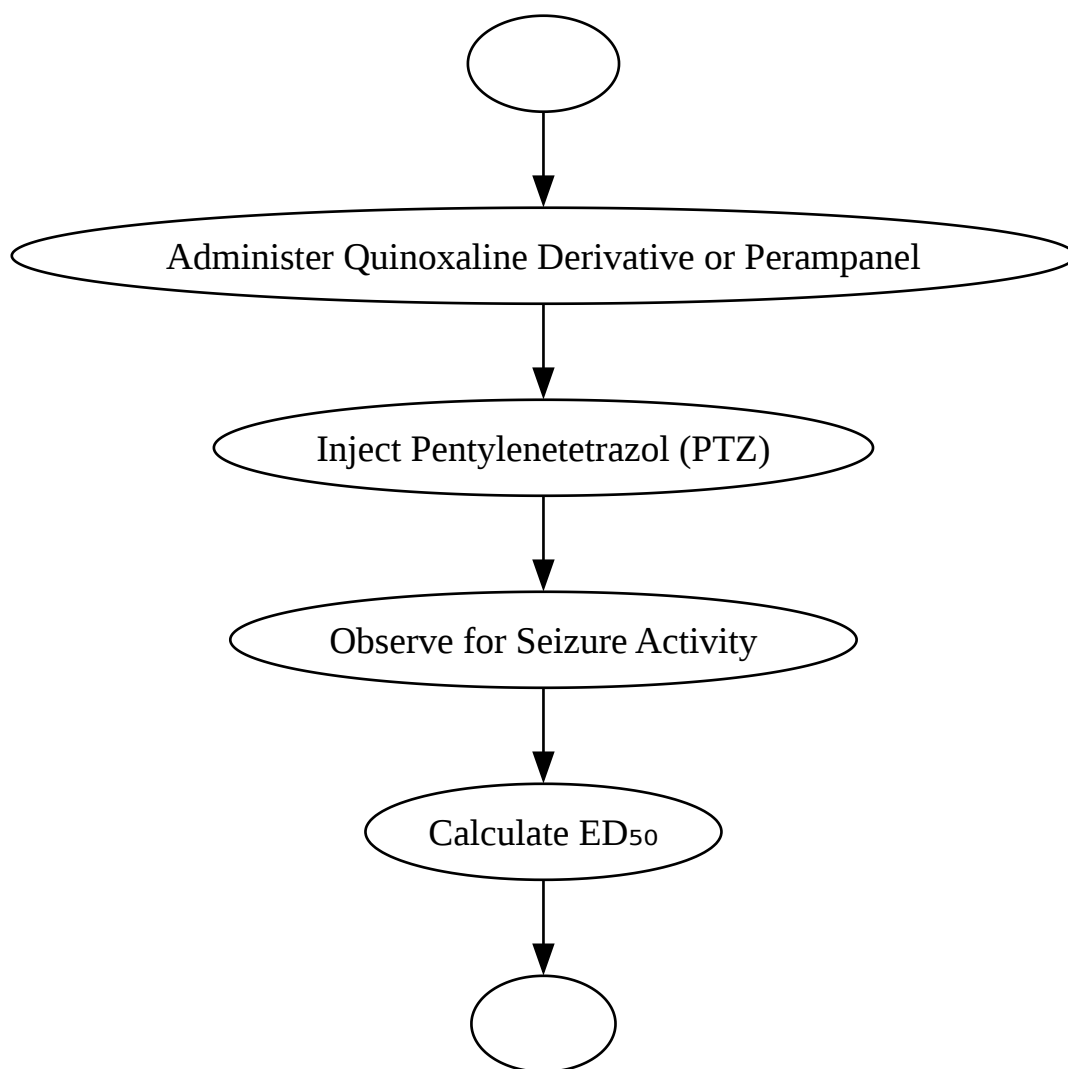 Administer Quinoxaline Derivative or Perampanel
Inject Pentylenetetrazol (PTZ)
Observe for Seizure Activity
Calculate ED₅₀